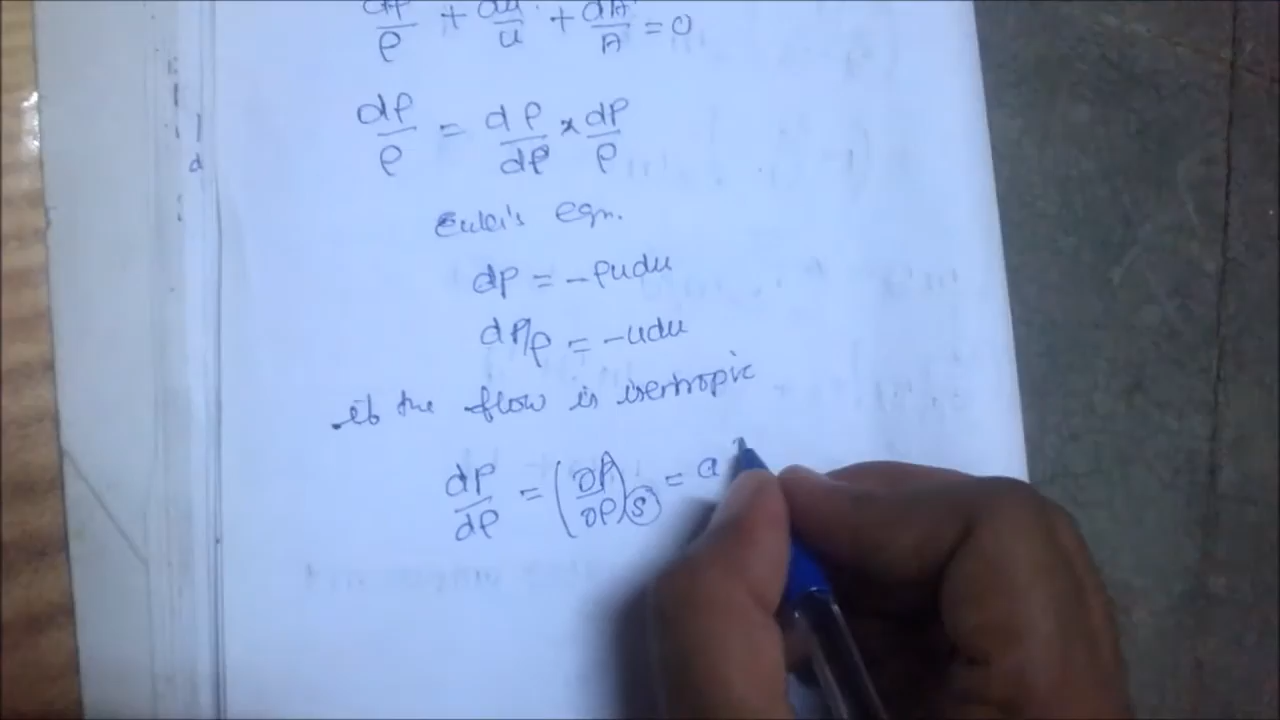 dρ/ρ + du/u + dA/A = 0
dρ/ρ = dρ/dP × dP/ρ
Euler's eqn.
dp = -ρudu
dP/ρ = -udu
If the flow is isentropic
dP/dρ = (∂P/∂ρ)s = a